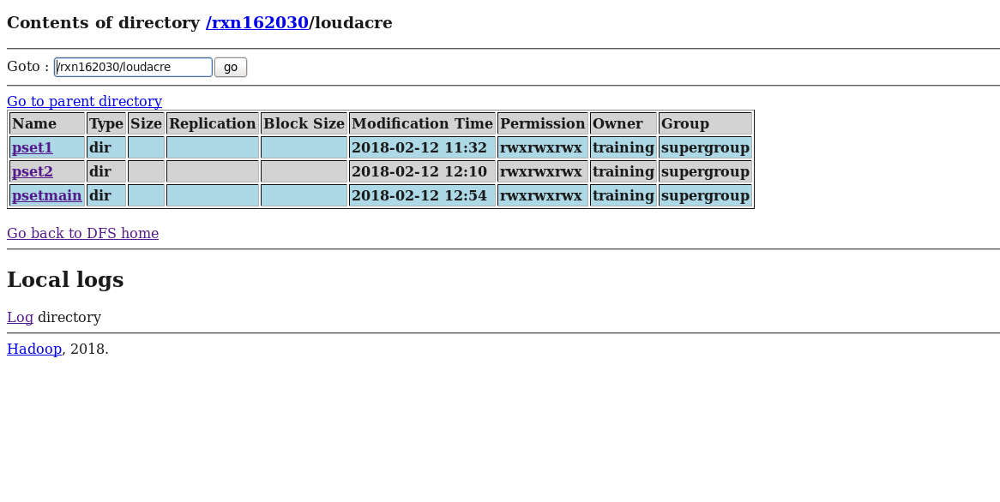 Contents of directory /rxn162030/loudacre
Goto : /rxn162030/loudacre go
Go to parent directory
Name Type Size Replication Block Size Modification Time Permission Owner Group
pset1 dir 2018-02-12 11:32 rwxrwxrwx training supergroup
pset2 dir 2018-02-12 12:10 rwxrwxrwx training supergroup
psetmain dir 2018-02-12 12:54 rwxrwxrwx training supergroup
Go back to DFS home
Local logs
Log directory
Hadoop, 2018.